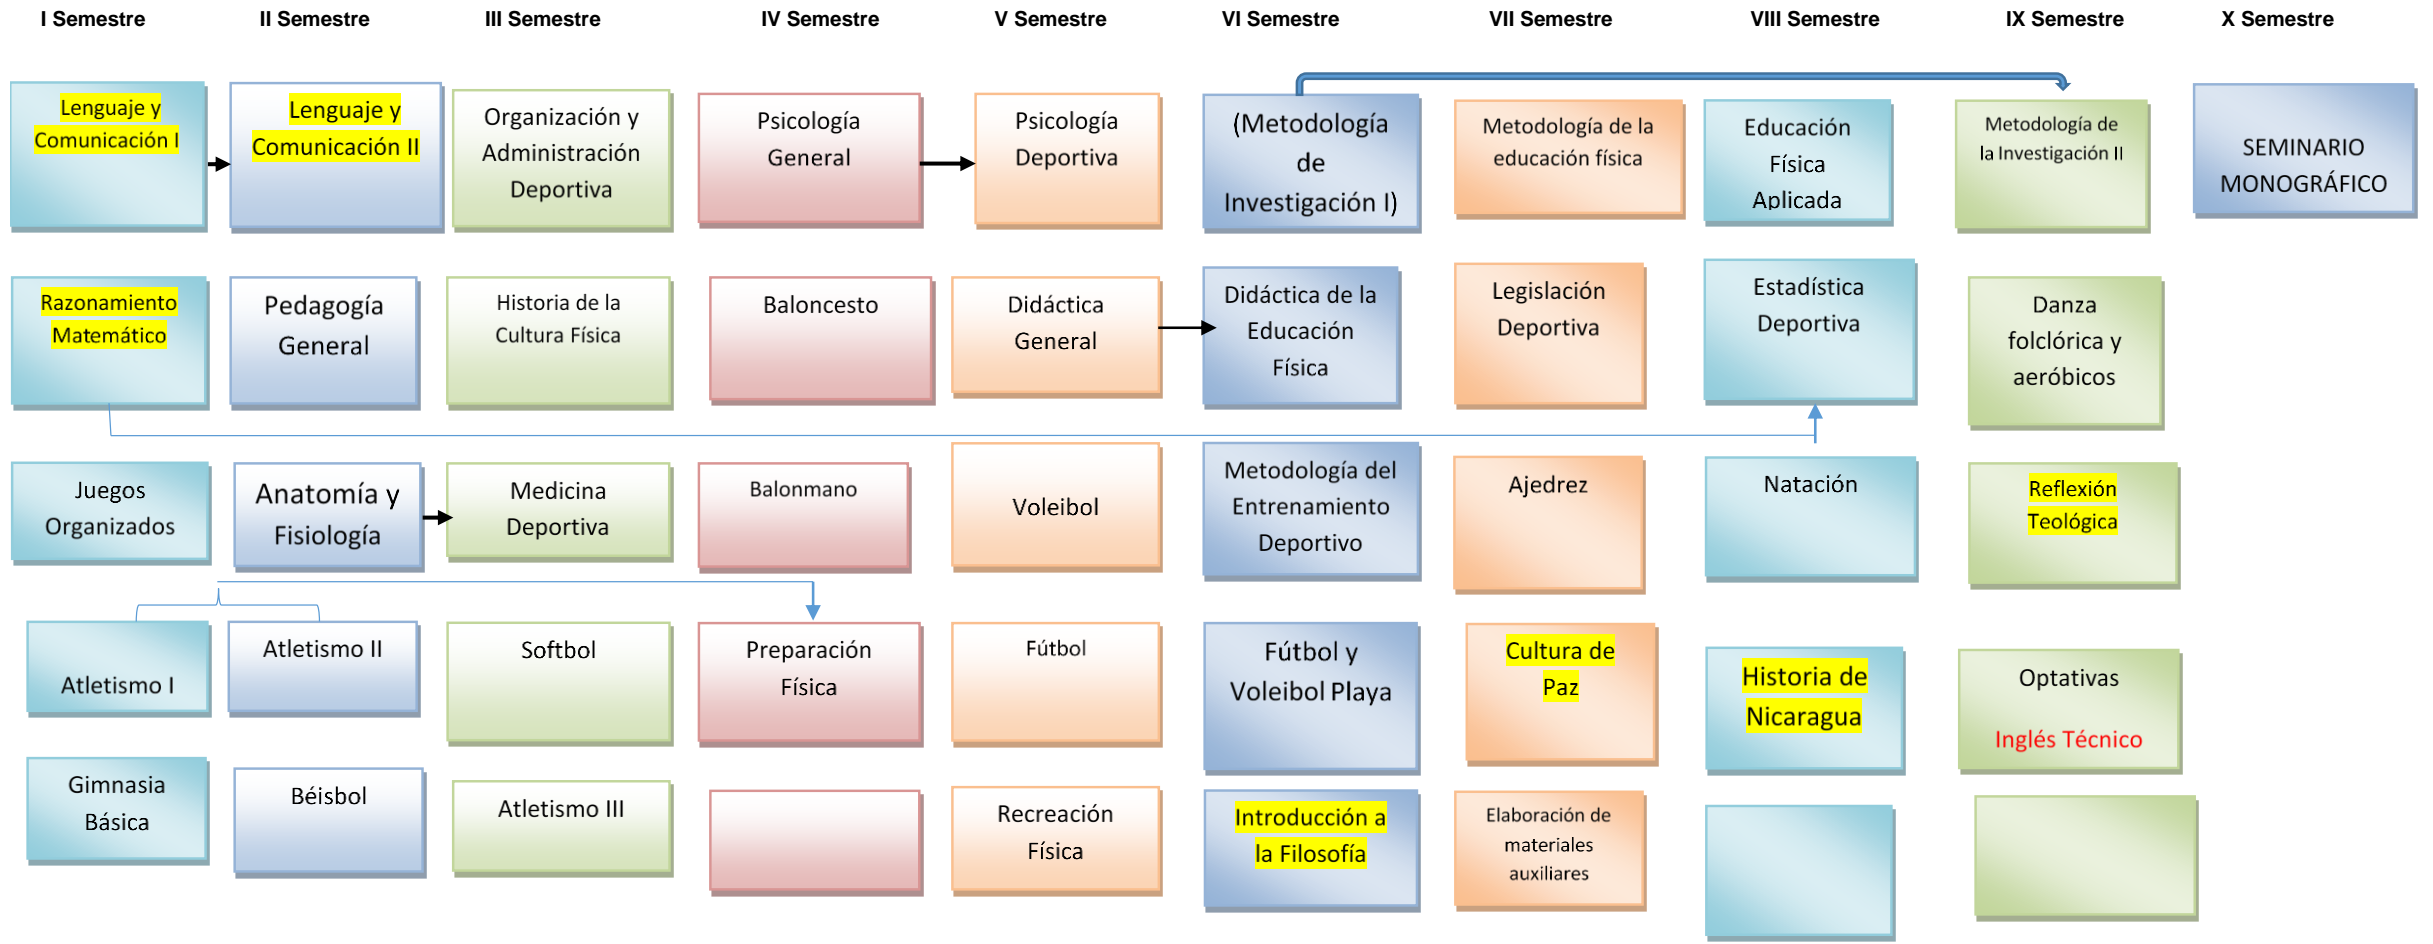 I Semestre
II Semestre
III Semestre
IV Semestre
V Semestre
VI Semestre
VII Semestre
VIII Semestre
IX Semestre
X Semestre
Lenguaje y
Comunicación I
Lenguaje y
Comunicación II
Organización y
Administración
Deportiva
Psicología
General
Psicología
Deportiva
(Metodología
de
Investigación I)
Metodología de la
educación física
Educación
Física
Aplicada
Metodología de
la Investigación II
SEMINARIO
MONOGRÁFICO
Razonamiento
Matemático
Pedagogía
General
Historia de la
Cultura Física
Baloncesto
Didáctica
General
Didáctica de la
Educación
Física
Legislación
Deportiva
Estadística
Deportiva
Danza
folclórica y
aeróbicos
Juegos
Organizados
Anatomía y
Fisiología
Medicina
Deportiva
Balonmano
Voleibol
Metodología del
Entrenamiento
Deportivo
Ajedrez
Natación
Reflexión
Teológica
Atletismo I
Atletismo II
Softbol
Preparación
Física
Fútbol
Fútbol y
Voleibol Playa
Cultura de
Paz
Historia de
Nicaragua
Optativas
Inglés Técnico
Gimnasia
Básica
Béisbol
Atletismo III
Recreación
Física
Introducción a
la Filosofía
Elaboración de
materiales
auxiliares